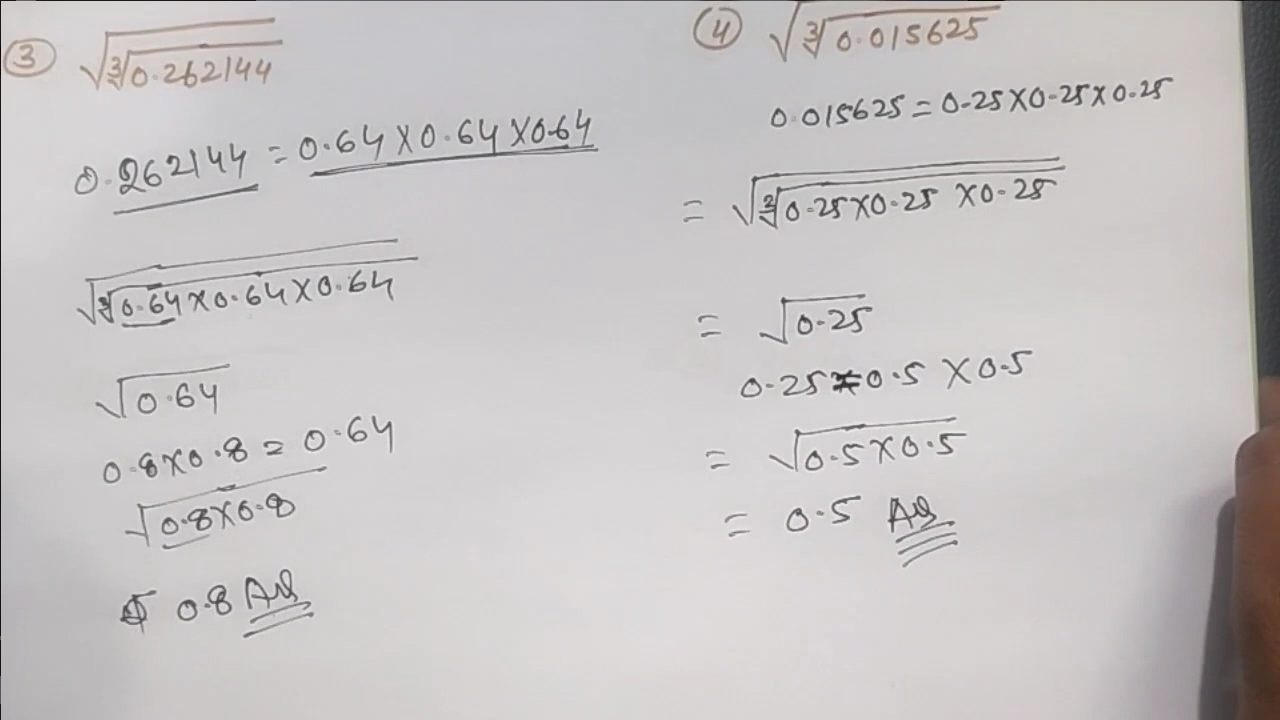 ③ √∛0.262144
0.262144 = 0.64 X 0.64 X 0.64
√∛0.64 X 0.64 X 0.64
√0.64
0.8 X 0.8 = 0.64
√0.8 X 0.8
0.8 As
④ √∛0.015625
0.015625 = 0.25 X 0.25 X 0.25
= √∛0.25 X 0.25 X 0.25
= √0.25
0.25 = 0.5 X 0.5
= √0.5 X 0.5
= 0.5 As